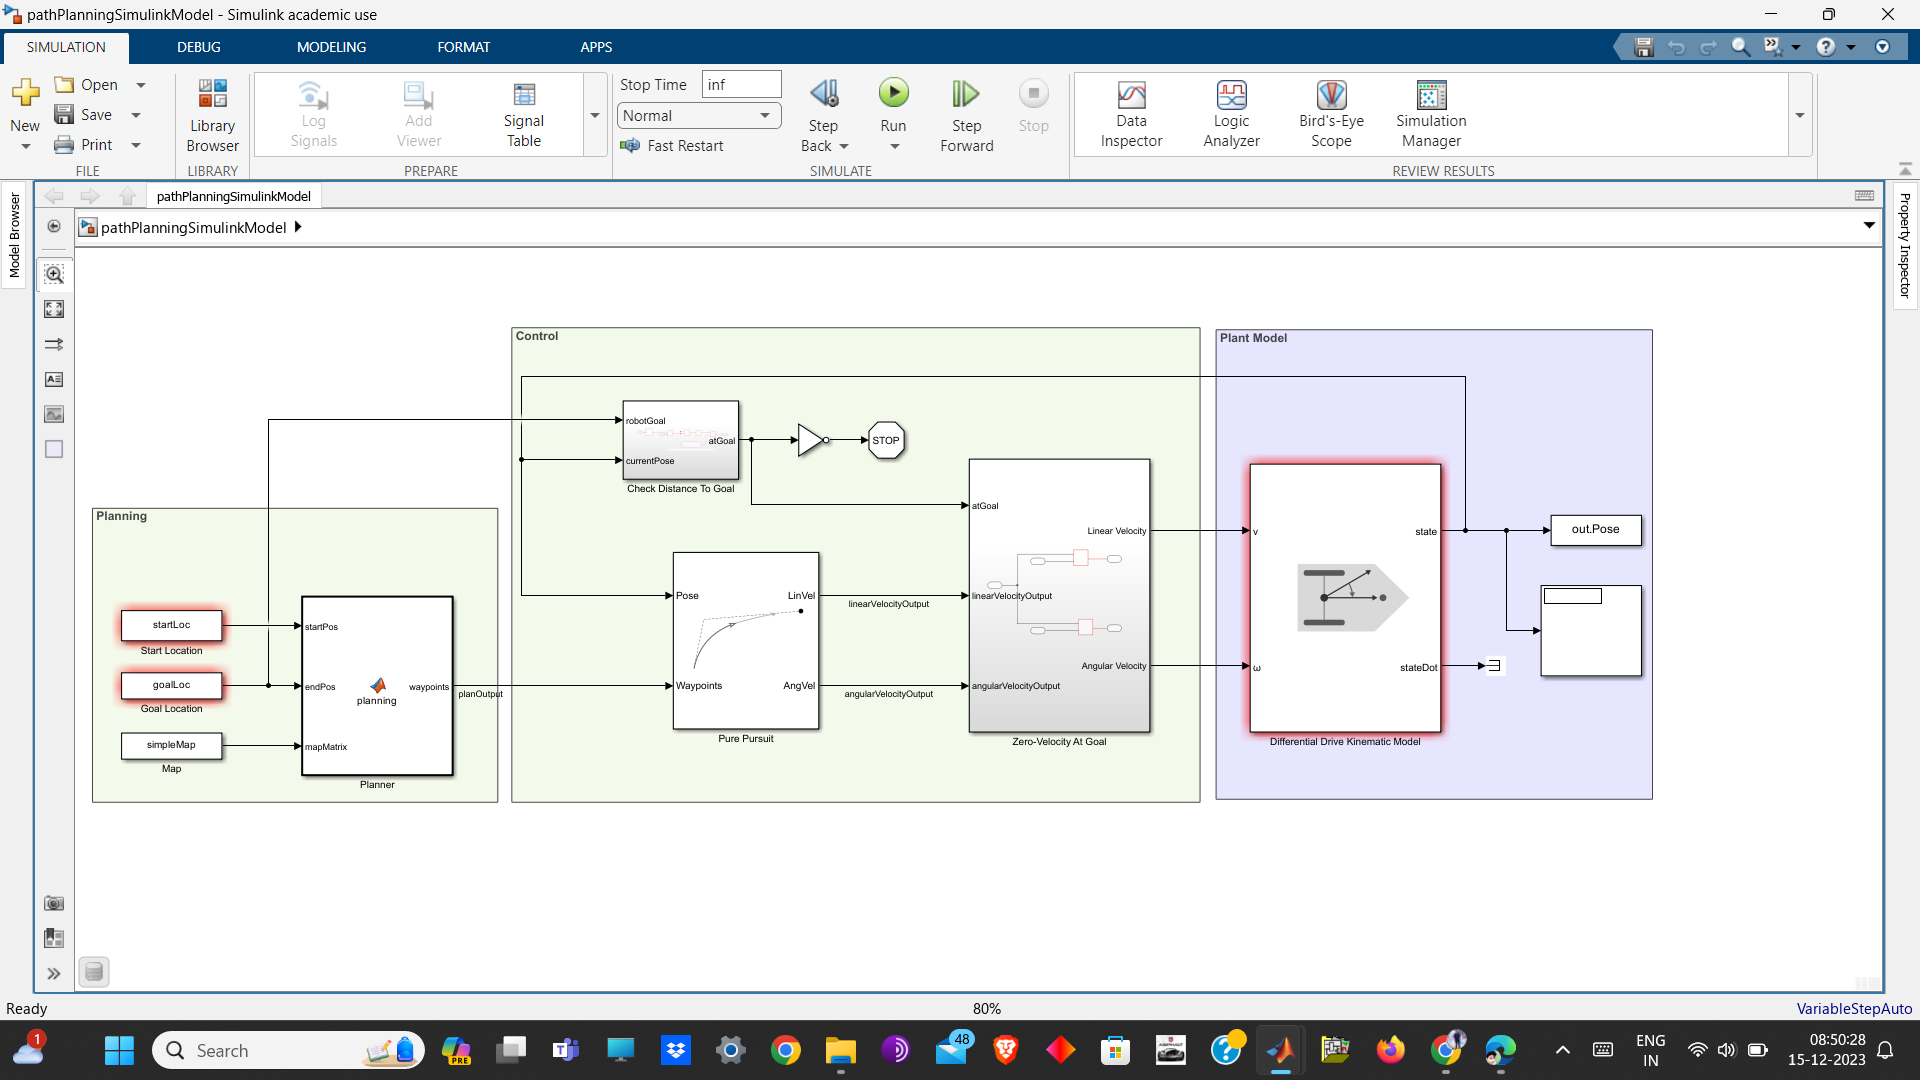 pathPlanningSimulinkModel - Simulink academic use
SIMULATION
DEBUG
MODELING
FORMAT
APPS
New
Open
Save
Print
FILE
Library
Browser
LIBRARY
Log
Signals
Add
Viewer
Signal
Table
PREPARE
Stop Time
inf
Normal
Fast Restart
Step
Back
Run
Step
Forward
Stop
SIMULATE
Data
Inspector
Logic
Analyzer
Bird's-Eye
Scope
Simulation
Manager
REVIEW RESULTS
Model Browser
pathPlanningSimulinkModel
pathPlanningSimulinkModel
Property Inspector
Planning
startLoc
Start Location
goalLoc
Goal Location
simpleMap
Map
startPos
endPos
mapMatrix
planning
waypoints
Planner
planOutput
Control
robotGoal
currentPose
atGoal
Check Distance To Goal
STOP
Pose
Waypoints
LinVel
AngVel
Pure Pursuit
linearVelocityOutput
angularVelocityOutput
atGoal
linearVelocityOutput
angularVelocityOutput
Linear Velocity
Angular Velocity
Zero-Velocity At Goal
Plant Model
v
ω
state
stateDot
Differential Drive Kinematic Model
out.Pose
Ready
80%
VariableStepAuto
1
Search
PRE
48
ENG
IN
08:50:28
15-12-2023